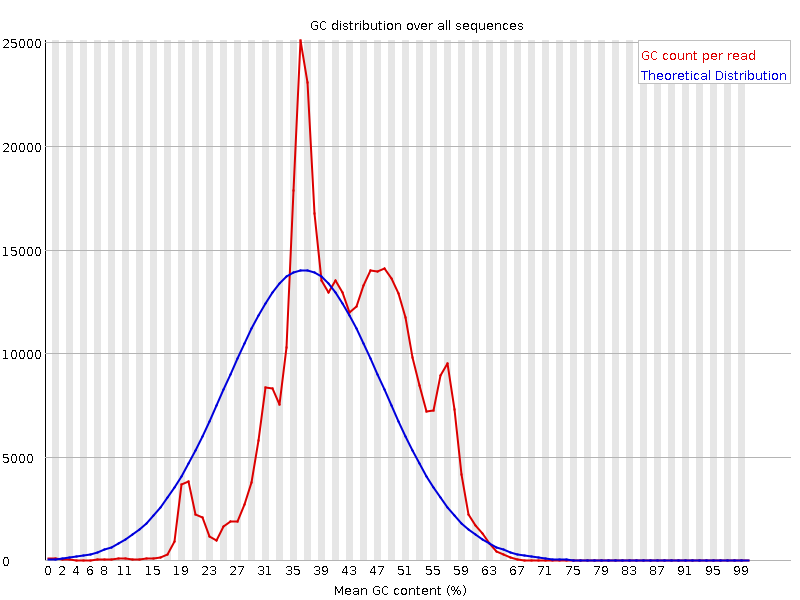 GC distribution over all sequences
GC count per read
Theoretical Distribution
25000
20000
15000
10000
5000
0
0 2 4 6 8 11 15 19 23 27 31 35 39 43 47 51 55 59 63 67 71 75 79 83 87 91 95 99
Mean GC content (%)